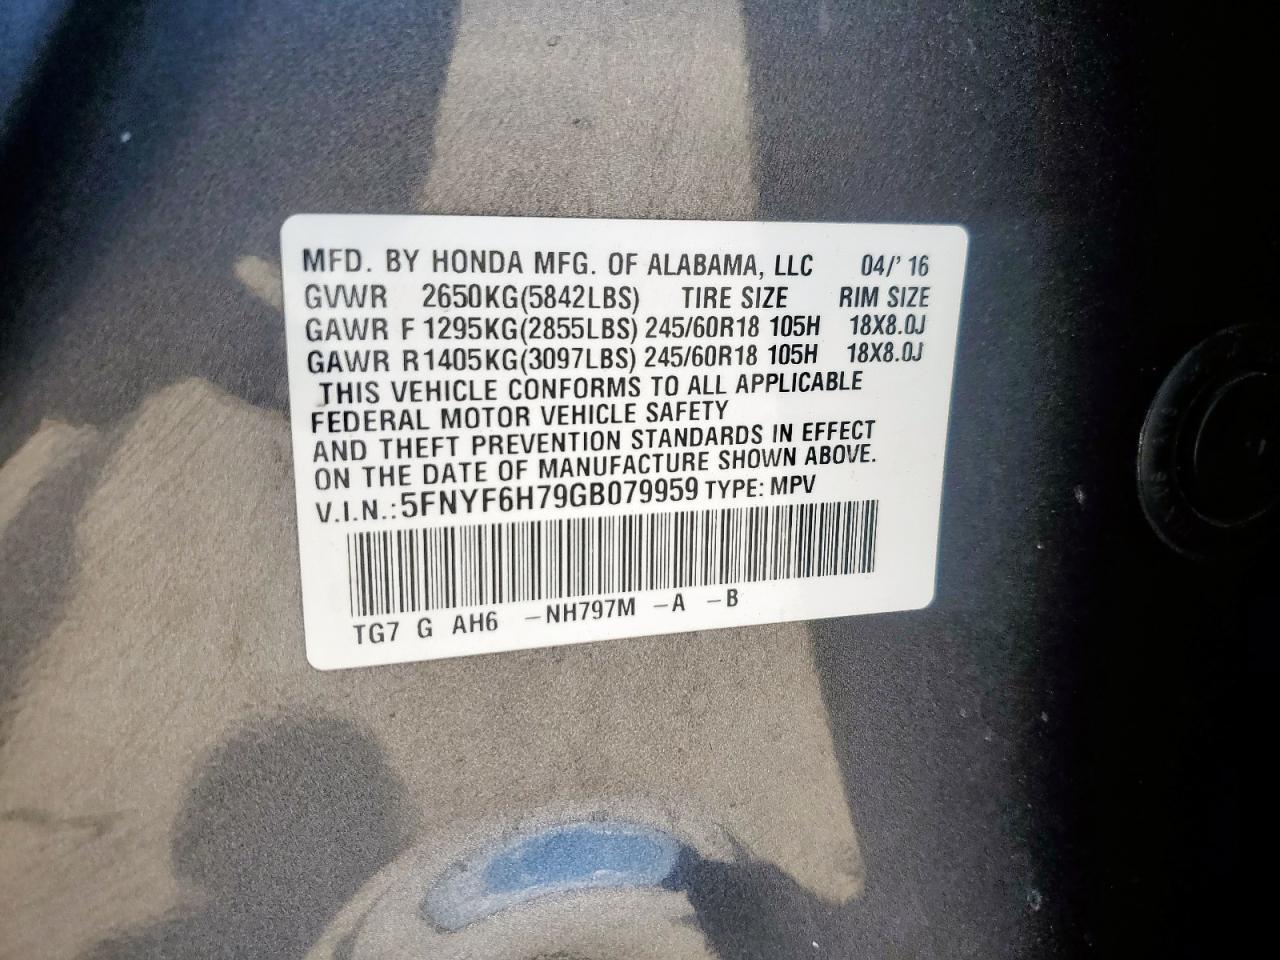 MFD. BY HONDA MFG. OF ALABAMA, LLC 04/'16
GVWR 2650KG(5842LBS) TIRE SIZE RIM SIZE
GAWR F 1295KG(2855LBS) 245/60R18 105H 18X8.0J
GAWR R1405KG(3097LBS) 245/60R18 105H 18X8.0J
THIS VEHICLE CONFORMS TO ALL APPLICABLE
FEDERAL MOTOR VEHICLE SAFETY
AND THEFT PREVENTION STANDARDS IN EFFECT
ON THE DATE OF MANUFACTURE SHOWN ABOVE.
V.I.N.:5FNYF6H79GB079959 TYPE: MPV
TG7 G AH6 -NH797M -A -B